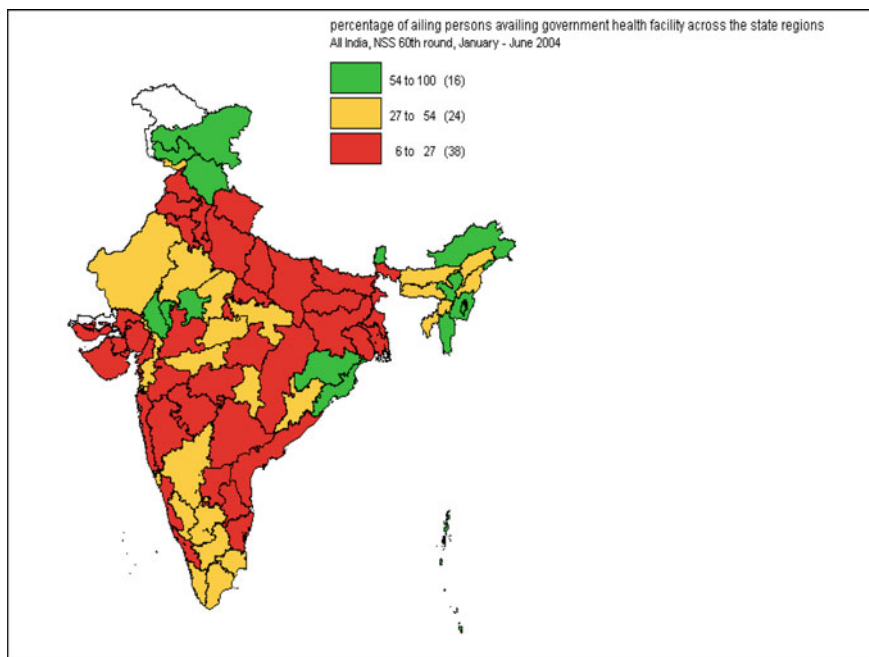 percentage of ailing persons availing government health facility across the state regions
All India, NSS 60th round, January - June 2004
54 to 100 (16)
27 to 54 (24)
6 to 27 (38)